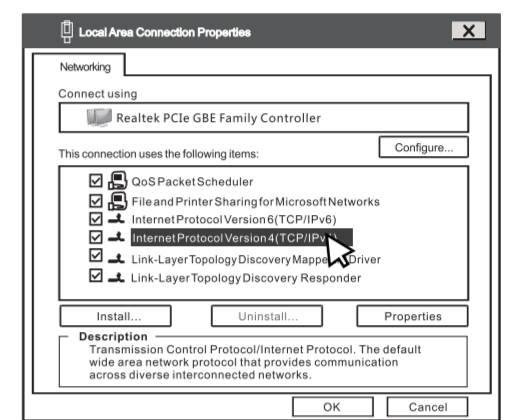 Local Area Connection Properties
X
Networking
Connect using
Realtek PCIe GBE Family Controller
This connection uses the following items:
Configure...
QoS Packet Scheduler
File and Printer Sharing for Microsoft Networks
Internet Protocol Version 6(TCP/IPv6)
Internet Protocol Version 4(TCP/IPv
Link-Layer Topology Discovery Mappe Driver
Link-Layer Topology Discovery Responder
Install...
Uninstall...
Properties
Description
Transmission Control Protocol/Internet Protocol. The default
wide area network protocol that provides communication
across diverse interconnected networks.
OK
Cancel